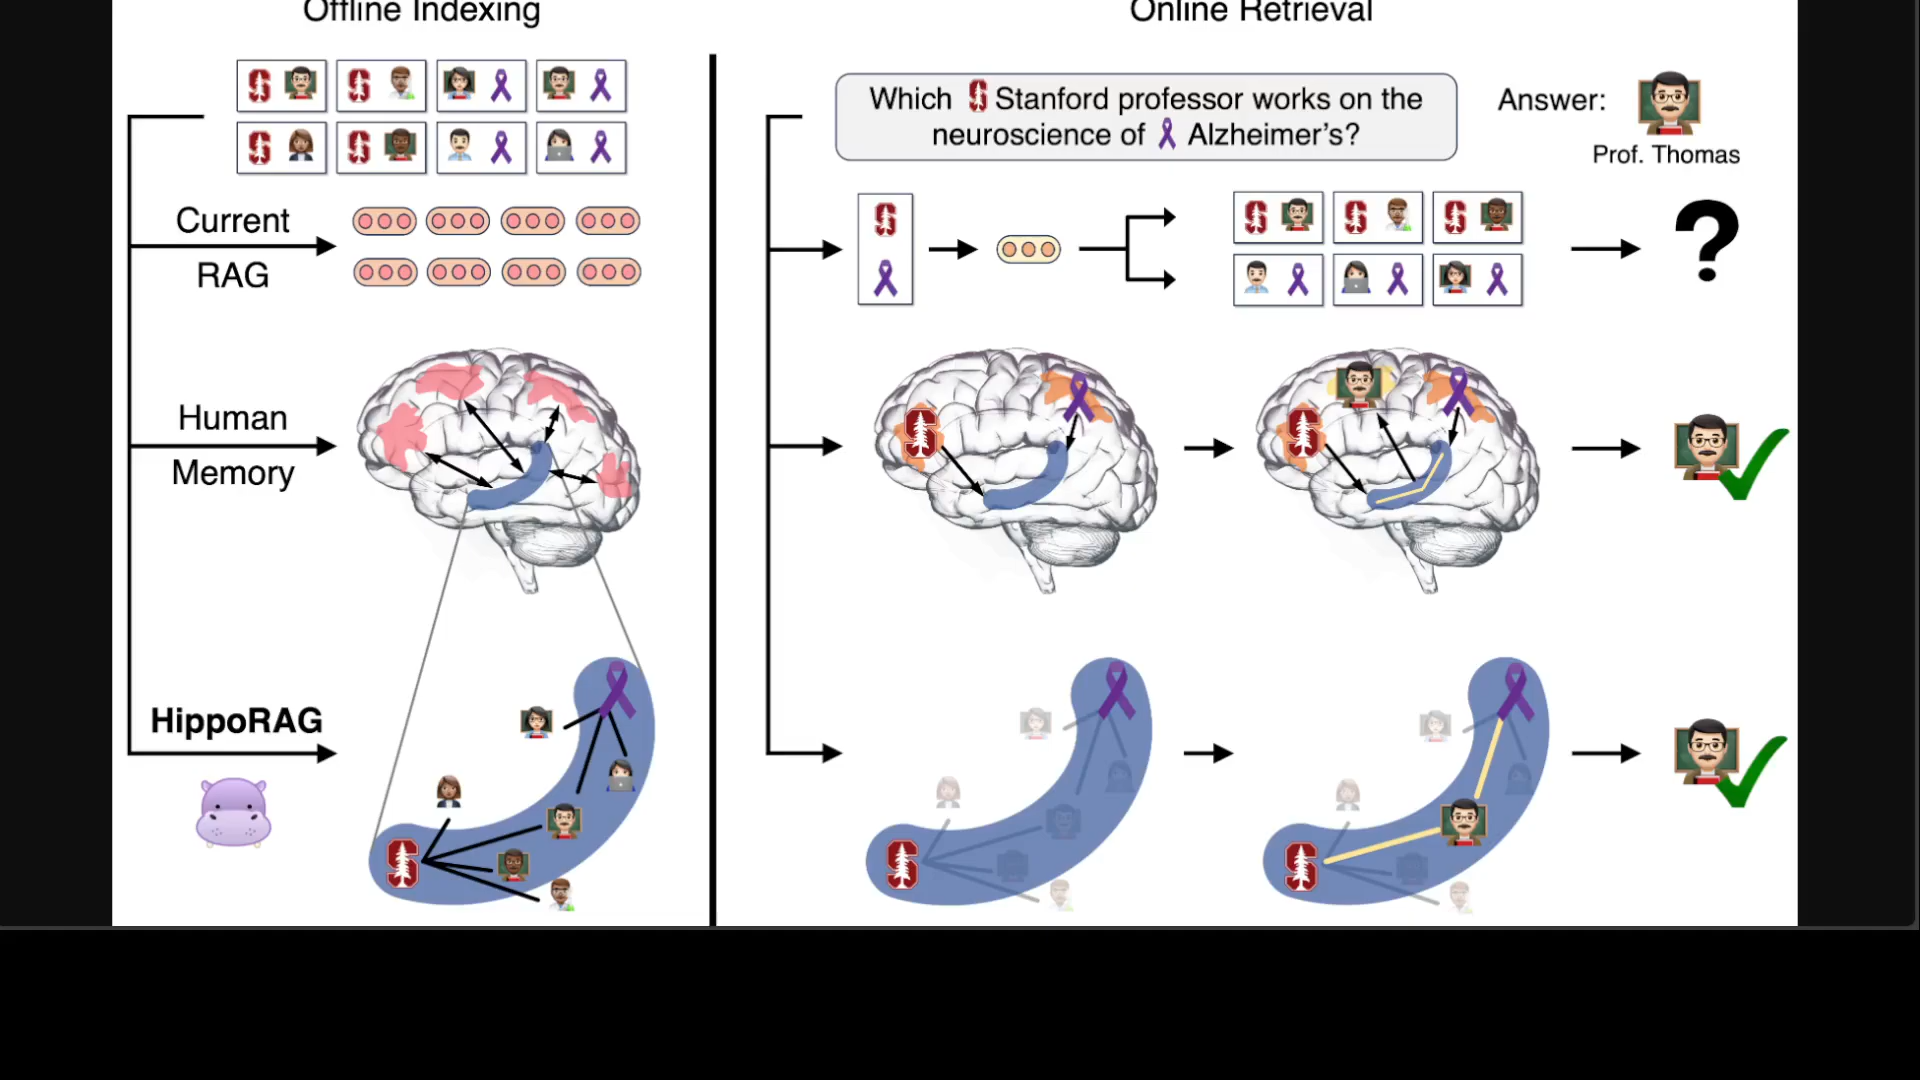 Offline Indexing
Online Retrieval
Which S Stanford professor works on the
neuroscience of Alzheimer's?
Answer:
Prof. Thomas
Current
RAG
?
Human
Memory
HippoRAG